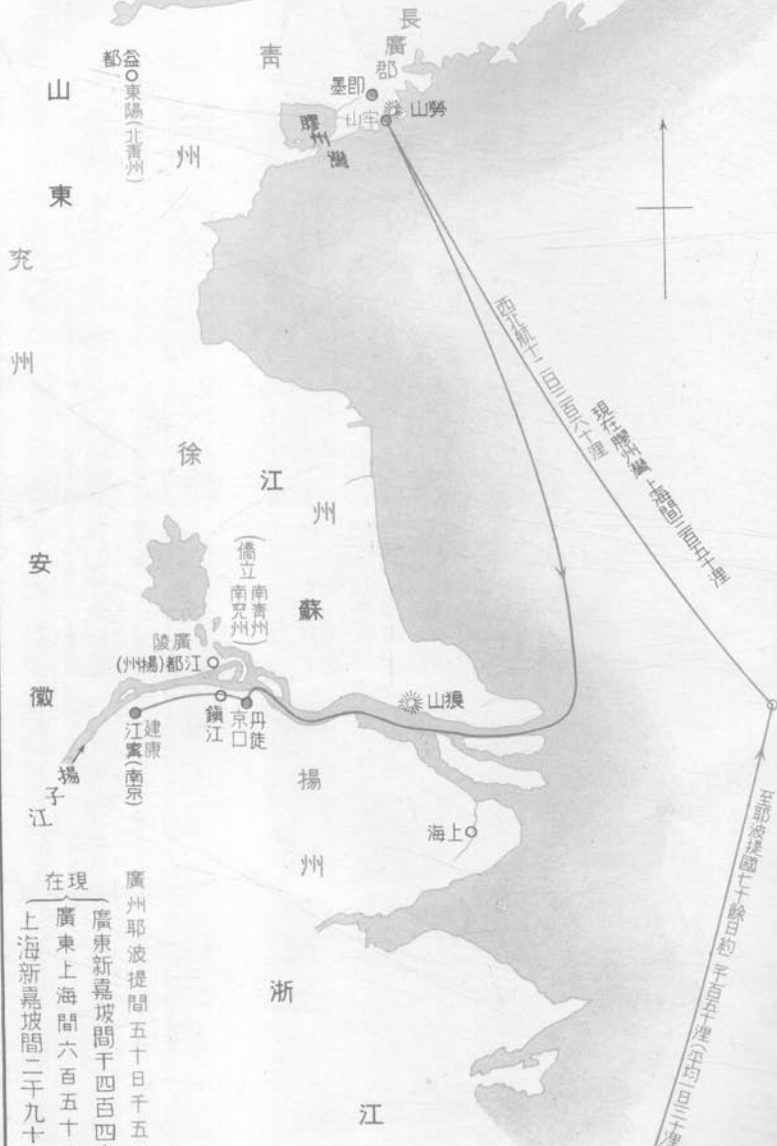 長廣郡
青州
益都
東陽(北青州)
山東
即墨
牢山
勞山
膠州灣
兗州
西北航十二日三百六十浬
現在膠州灣上海間三百五十浬
徐州
江蘇
(僑立南青州南兗州)
安徽
廣陵
江都(揚州)
狼山
鎮江
丹徒
京口
建康
江寧(南京)
揚子江
揚州
上海
至耶波提國七十餘日約二千百五十浬(平均一日三十浬
浙江
廣州耶波提間五十日千五
現在
廣東新嘉坡間千四百四
廣東上海間六百五十
上海新嘉坡間二千九十